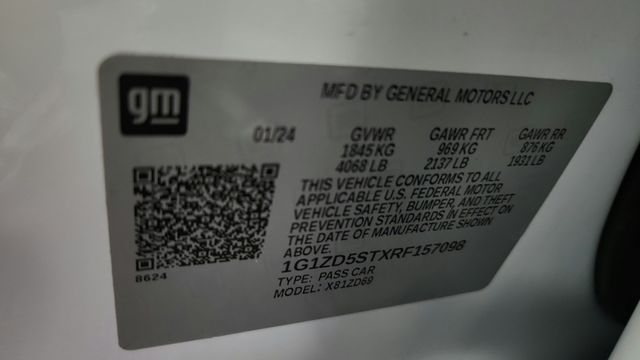 gm
MFD BY GENERAL MOTORS LLC
01/24 GVWR GAWR FRT GAWR RR
1845 KG 969 KG 876 KG
4068 LB 2137 LB 1931 LB
THIS VEHICLE CONFORMS TO ALL
APPLICABLE U.S. FEDERAL MOTOR
VEHICLE SAFETY, BUMPER, AND THEFT
PREVENTION STANDARDS IN EFFECT ON
THE DATE OF MANUFACTURE SHOWN
ABOVE.
1G1ZD5STXRF157098
TYPE: PASS CAR
MODEL: X81ZD69
8624